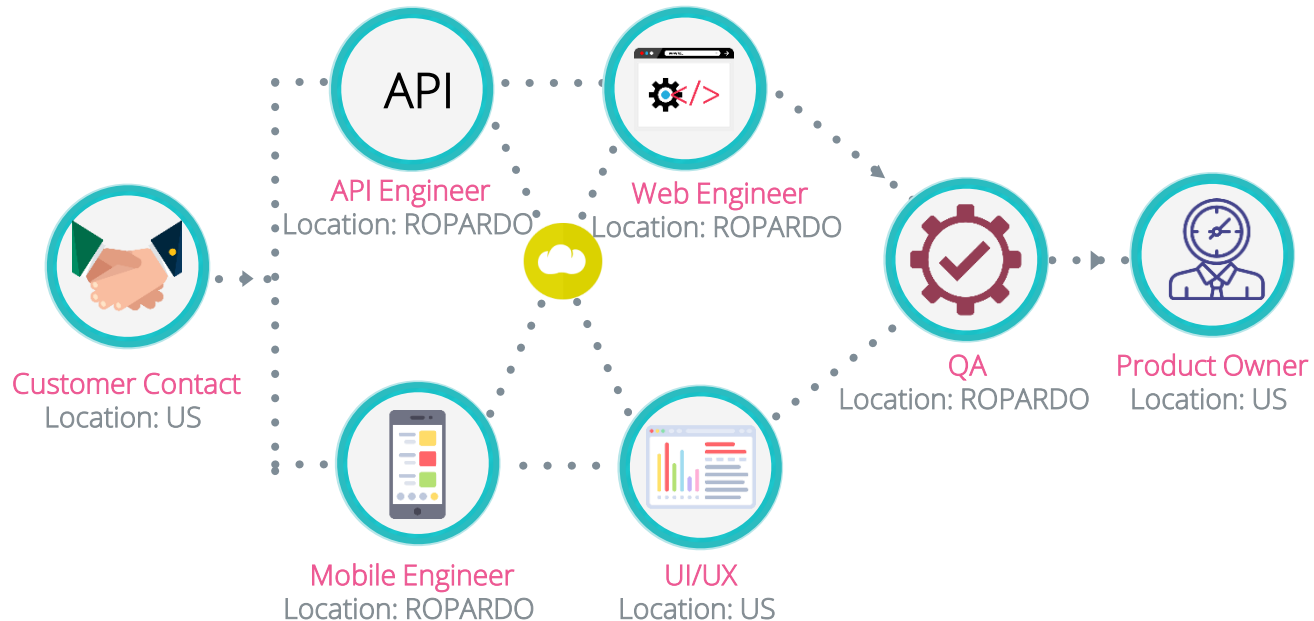 API
</>
API Engineer
Location: ROPARDO
Web Engineer
Location: ROPARDO
Customer Contact
Location: US
QA
Location: ROPARDO
Product Owner
Location: US
Mobile Engineer
Location: ROPARDO
UI/UX
Location: US